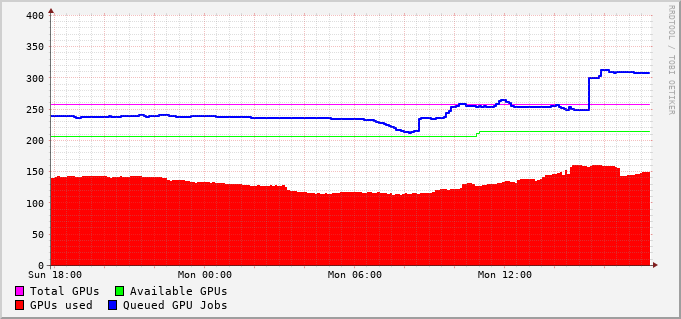 400
350
300
250
200
150
100
50
0
Sun 18:00 Mon 00:00 Mon 06:00 Mon 12:00
Total GPUs Available GPUs
GPUs used Queued GPU Jobs
RRDTOOL / TOBI OETIKER